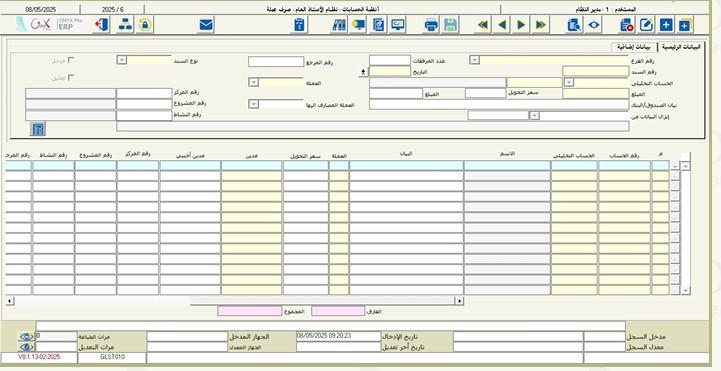 المستخدم : 1 - مدير النظام
أنظمة الحسابات - نظام الأستاذ العام - صرف عملة
2025 / 6
08/05/2025
Onyx Pro
ERP
البيانات الرئيسية
بيانات إضافية
رقم الفرع
عدد المرفقات
رقم المرجع
نوع السند
مرحل
رقم السند
التاريخ
الحساب التحليلي
العملة
تعليق
المبلغ
سعر التحويل
المبلغ
رقم المركز
بيان الصندوق/البنك
العملة المصارف اليها
رقم المشروع
إنزال البيانات من
رقم النشاط
م
رقم الحساب
الحساب التحليلي
الاسم
البيان
العملة
سعر التحويل
مدين
مدين أجنبي
رقم المركز
رقم المشروع
رقم النشاط
رقم المرجـ
الفارق
المجموع
مدخل السجل
تاريخ الإدخال
08/05/2025 09:20:23
الجهاز المدخل
مرات الطباعة
0
معدل السجل
تاريخ آخر تعديل
الجهاز المعدل
مرات التعديل
GLST010
V8.1.13-02-2025